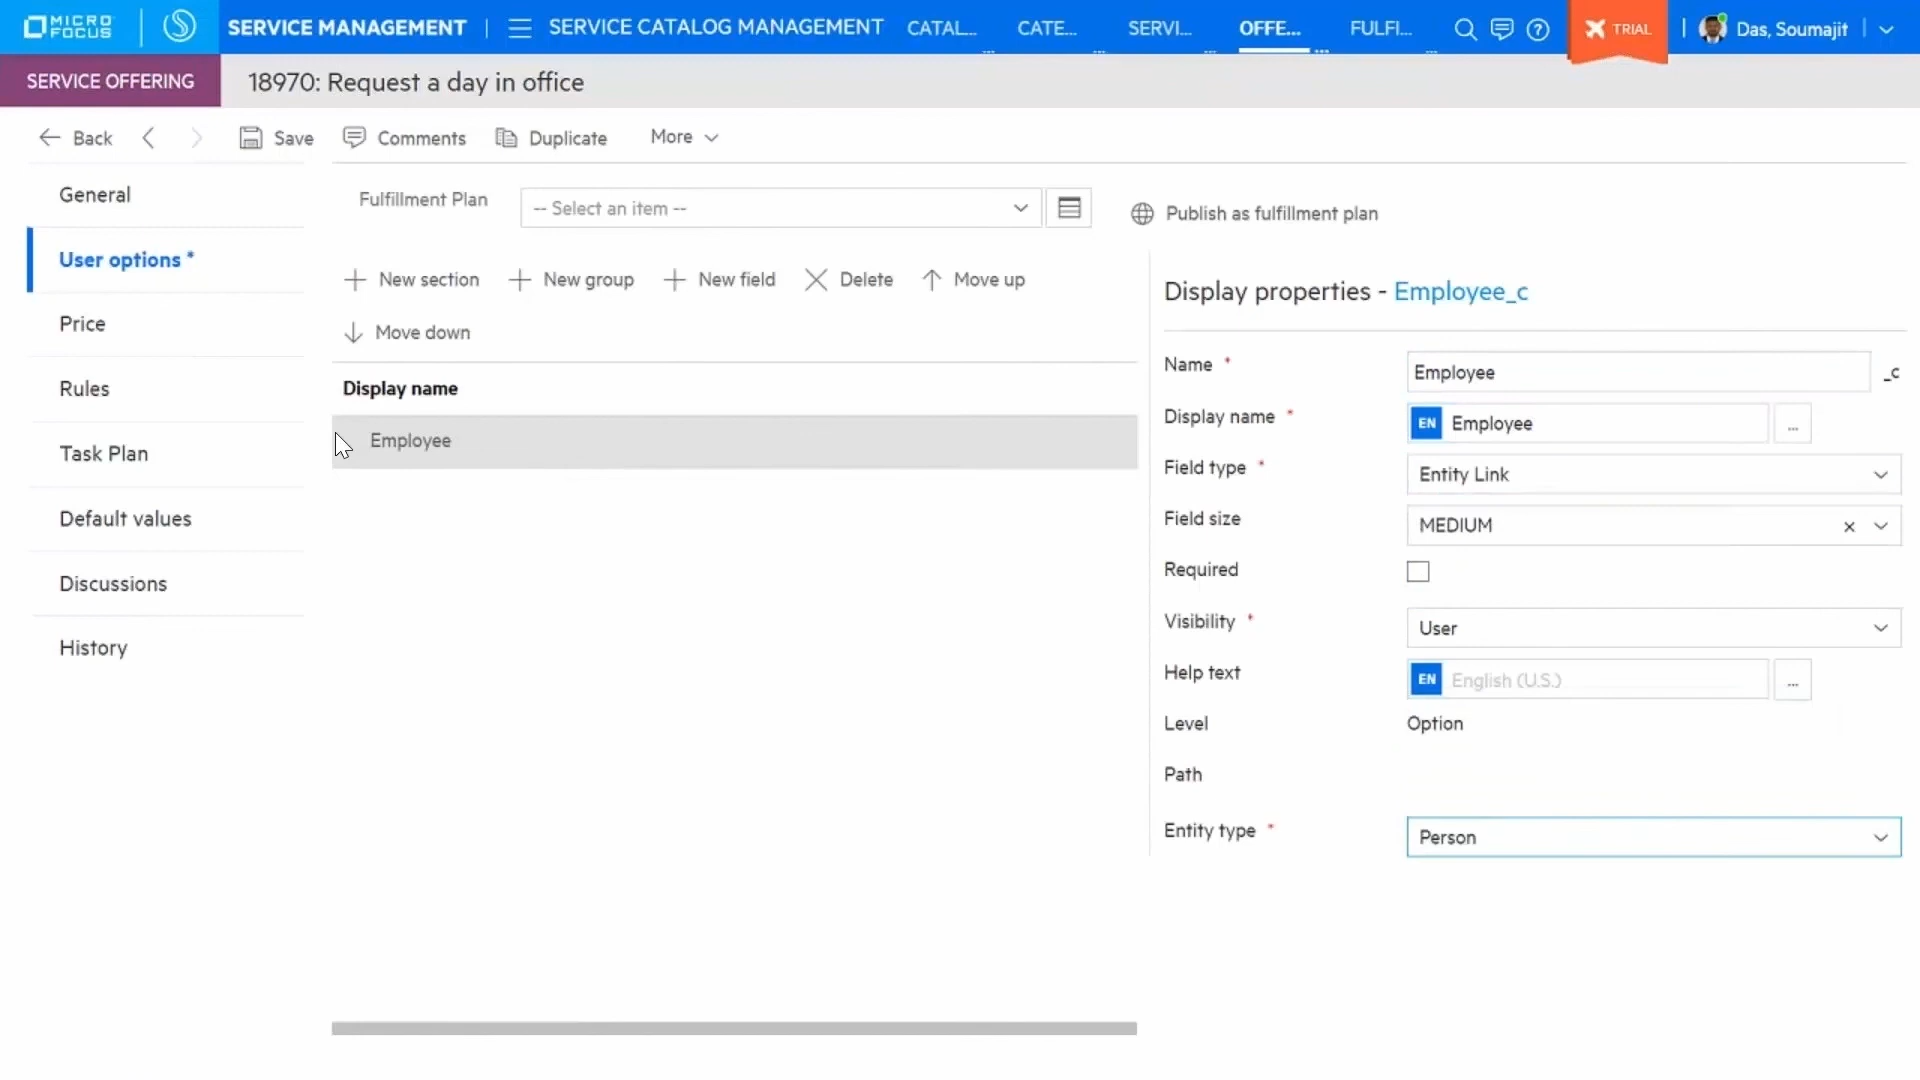 MICRO FOCUS SERVICE MANAGEMENT SERVICE CATALOG MANAGEMENT CATAL... CATE... SERVI... OFFE... FULFI... ? TRIAL Das, Soumajit
SERVICE OFFERING 18970: Request a day in office
Back Save Comments Duplicate More
General
User options *
Price
Rules
Task Plan
Default values
Discussions
History
Fulfillment Plan -- Select an item -- Publish as fulfillment plan
New section New group New field Delete Move up
Move down
Display name
Employee
Display properties - Employee_c
Name * Employee _c
Display name * EN Employee ...
Field type * Entity Link
Field size MEDIUM ×
Required
Visibility * User
Help text EN English (U.S.) ...
Level Option
Path
Entity type * Person